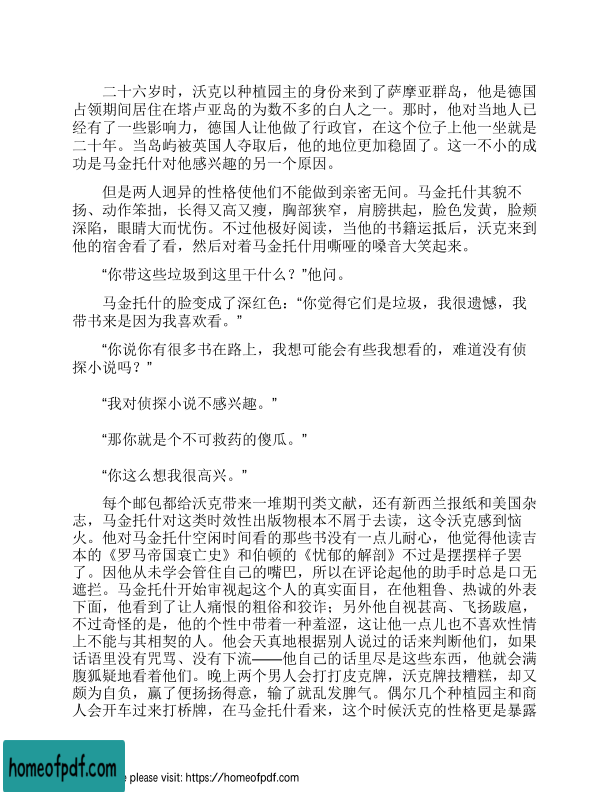 二十六岁时，沃克以种植园主的身份来到了萨摩亚群岛，他是德国
占领期间居住在塔卢亚岛的为数不多的白人之一。那时，他对当地人已
经有了一些影响力，德国人让他做了行政官，在这个位子上他一坐就是
二十年。当岛屿被英国人夺取后，他的地位更加稳固了。这一不小的成
功是马金托什对他感兴趣的另一个原因。
但是两人迥异的性格使他们不能做到亲密无间。马金托什其貌不
扬、动作笨拙，长得又高又瘦，胸部狭窄，肩膀拱起，脸色发黄，脸颊
深陷，眼睛大而忧伤。不过他极好阅读，当他的书籍运抵后，沃克来到
他的宿舍看了看，然后对着马金托什用嘶哑的嗓音大笑起来。
“你带这些垃圾到这里干什么？”他问。
马金托什的脸变成了深红色：“你觉得它们是垃圾，我很遗憾，我
带书来是因为我喜欢看。”
“你说你有很多书在路上，我想可能会有些我想看的，难道没有侦
探小说吗？”
“我对侦探小说不感兴趣。”
“那你就是个不可救药的傻瓜。”
“你这么想我很高兴。”
每个邮包都给沃克带来一堆期刊类文献，还有新西兰报纸和美国杂
志，马金托什对这类时效性出版物根本不屑于去读，这令沃克感到恼
火。他对马金托什空闲时间看的那些书没有一点儿耐心，他觉得他读吉
本的《罗马帝国衰亡史》和伯顿的《忧郁的解剖》不过是摆摆样子罢
了。因他从未学会管住自己的嘴巴，所以在评论起他的助手时总是口无
遮拦。马金托什开始审视起这个人的真实面目，在他粗鲁、热诚的外表
下面，他看到了让人痛恨的粗俗和狡诈；另外他自视甚高、飞扬跋扈，
不过奇怪的是，他的个性中带着一种羞涩，这让他一点儿也不喜欢性情
上不能与其相契的人。他会天真地根据别人说过的话来判断他们，如果
话语里没有咒骂、没有下流——他自己的话里尽是这些东西，他就会满
腹狐疑地看着他们。晚上两个男人会打打皮克牌，沃克牌技糟糕，却又
颇为自负，赢了便扬扬得意，输了就乱发脾气。偶尔几个种植园主和商
人会开车过来打桥牌，在马金托什看来，这个时候沃克的性格更是暴露
homeofpdf.com
e please visit: https://homeofpdf.com